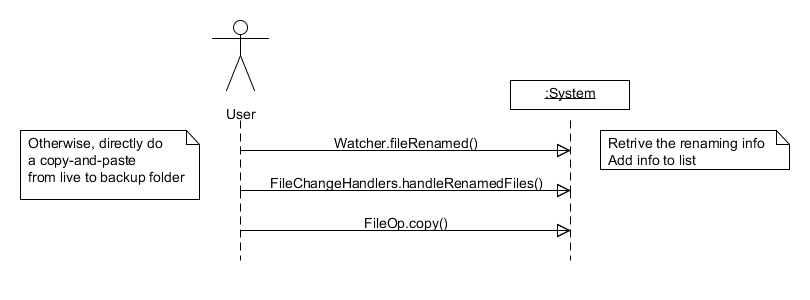 :System
User
Otherwise, directly do
a copy-and-paste
from live to backup folder
Watcher.fileRenamed()
Retrive the renaming info
Add info to list
FileChangeHandlers.handleRenamedFiles()
FileOp.copy()